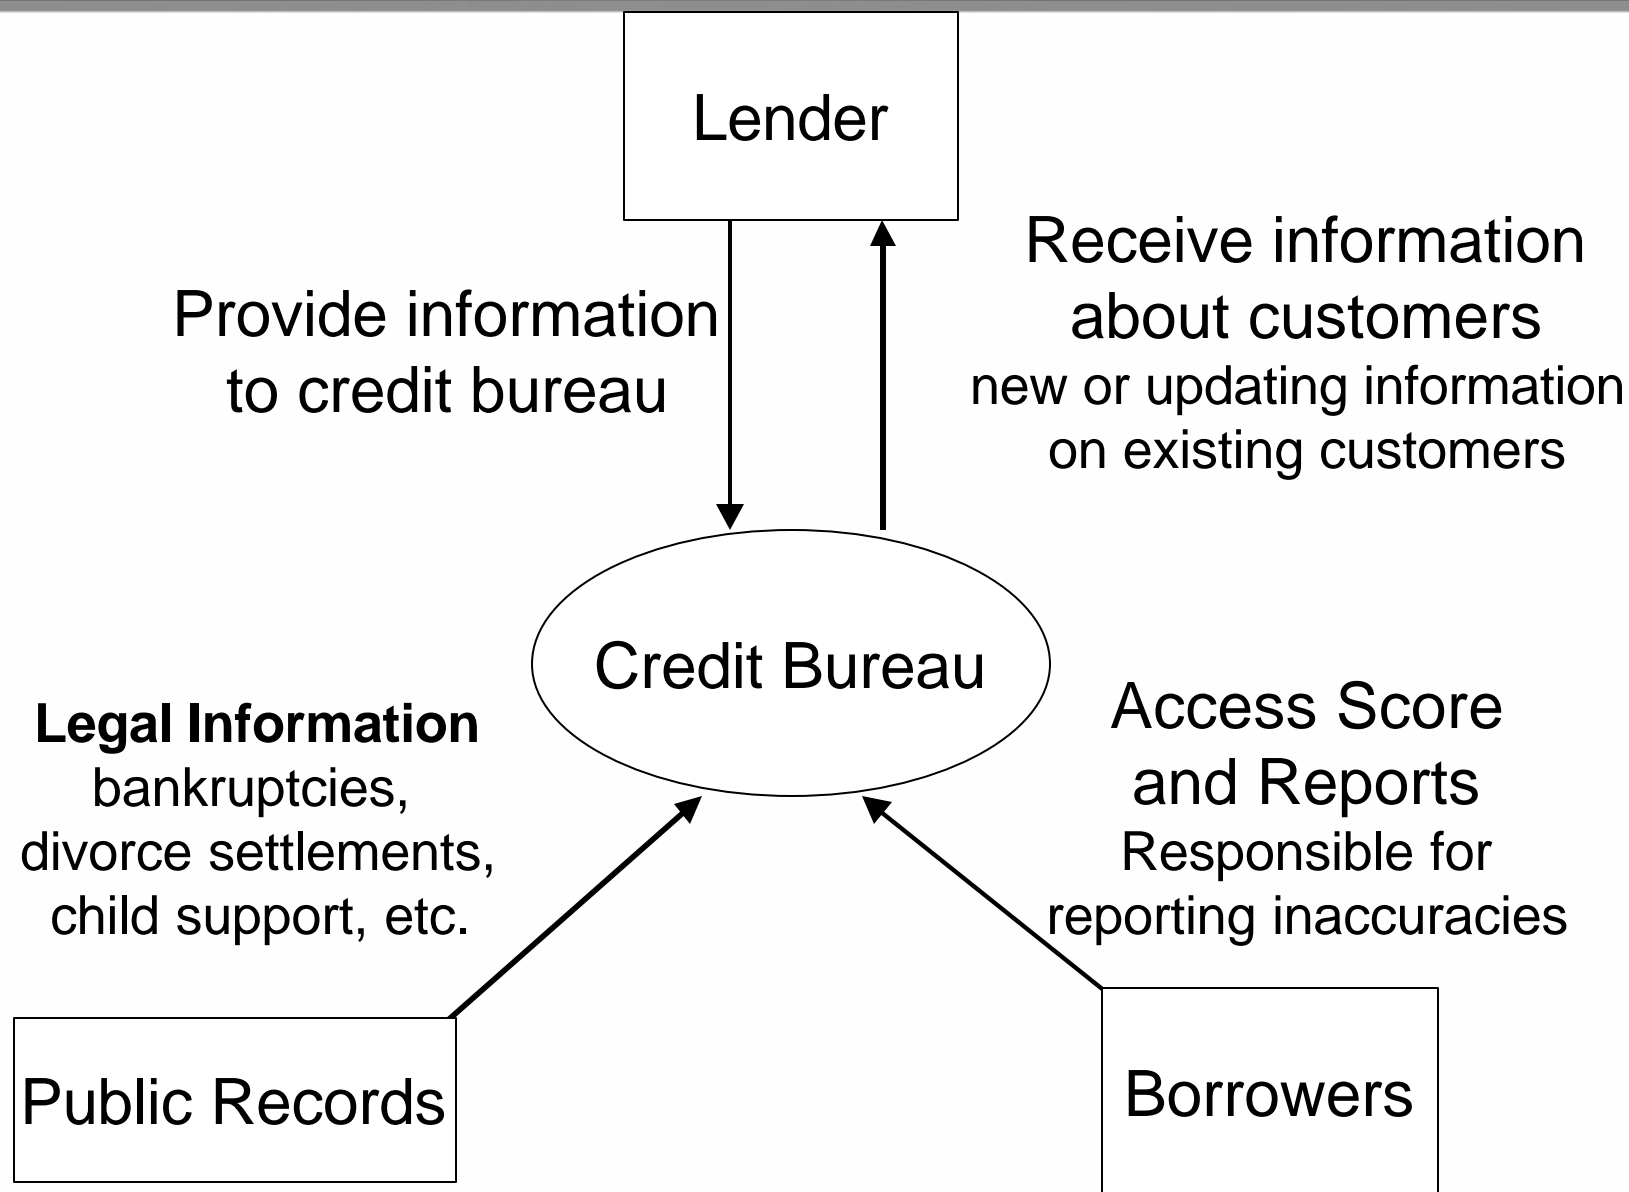 Lender
Provide information
to credit bureau
Receive information
about customers
new or updating information
on existing customers
Credit Bureau
Legal Information
bankruptcies,
divorce settlements,
child support, etc.
Access Score
and Reports
Responsible for
reporting inaccuracies
Public Records
Borrowers